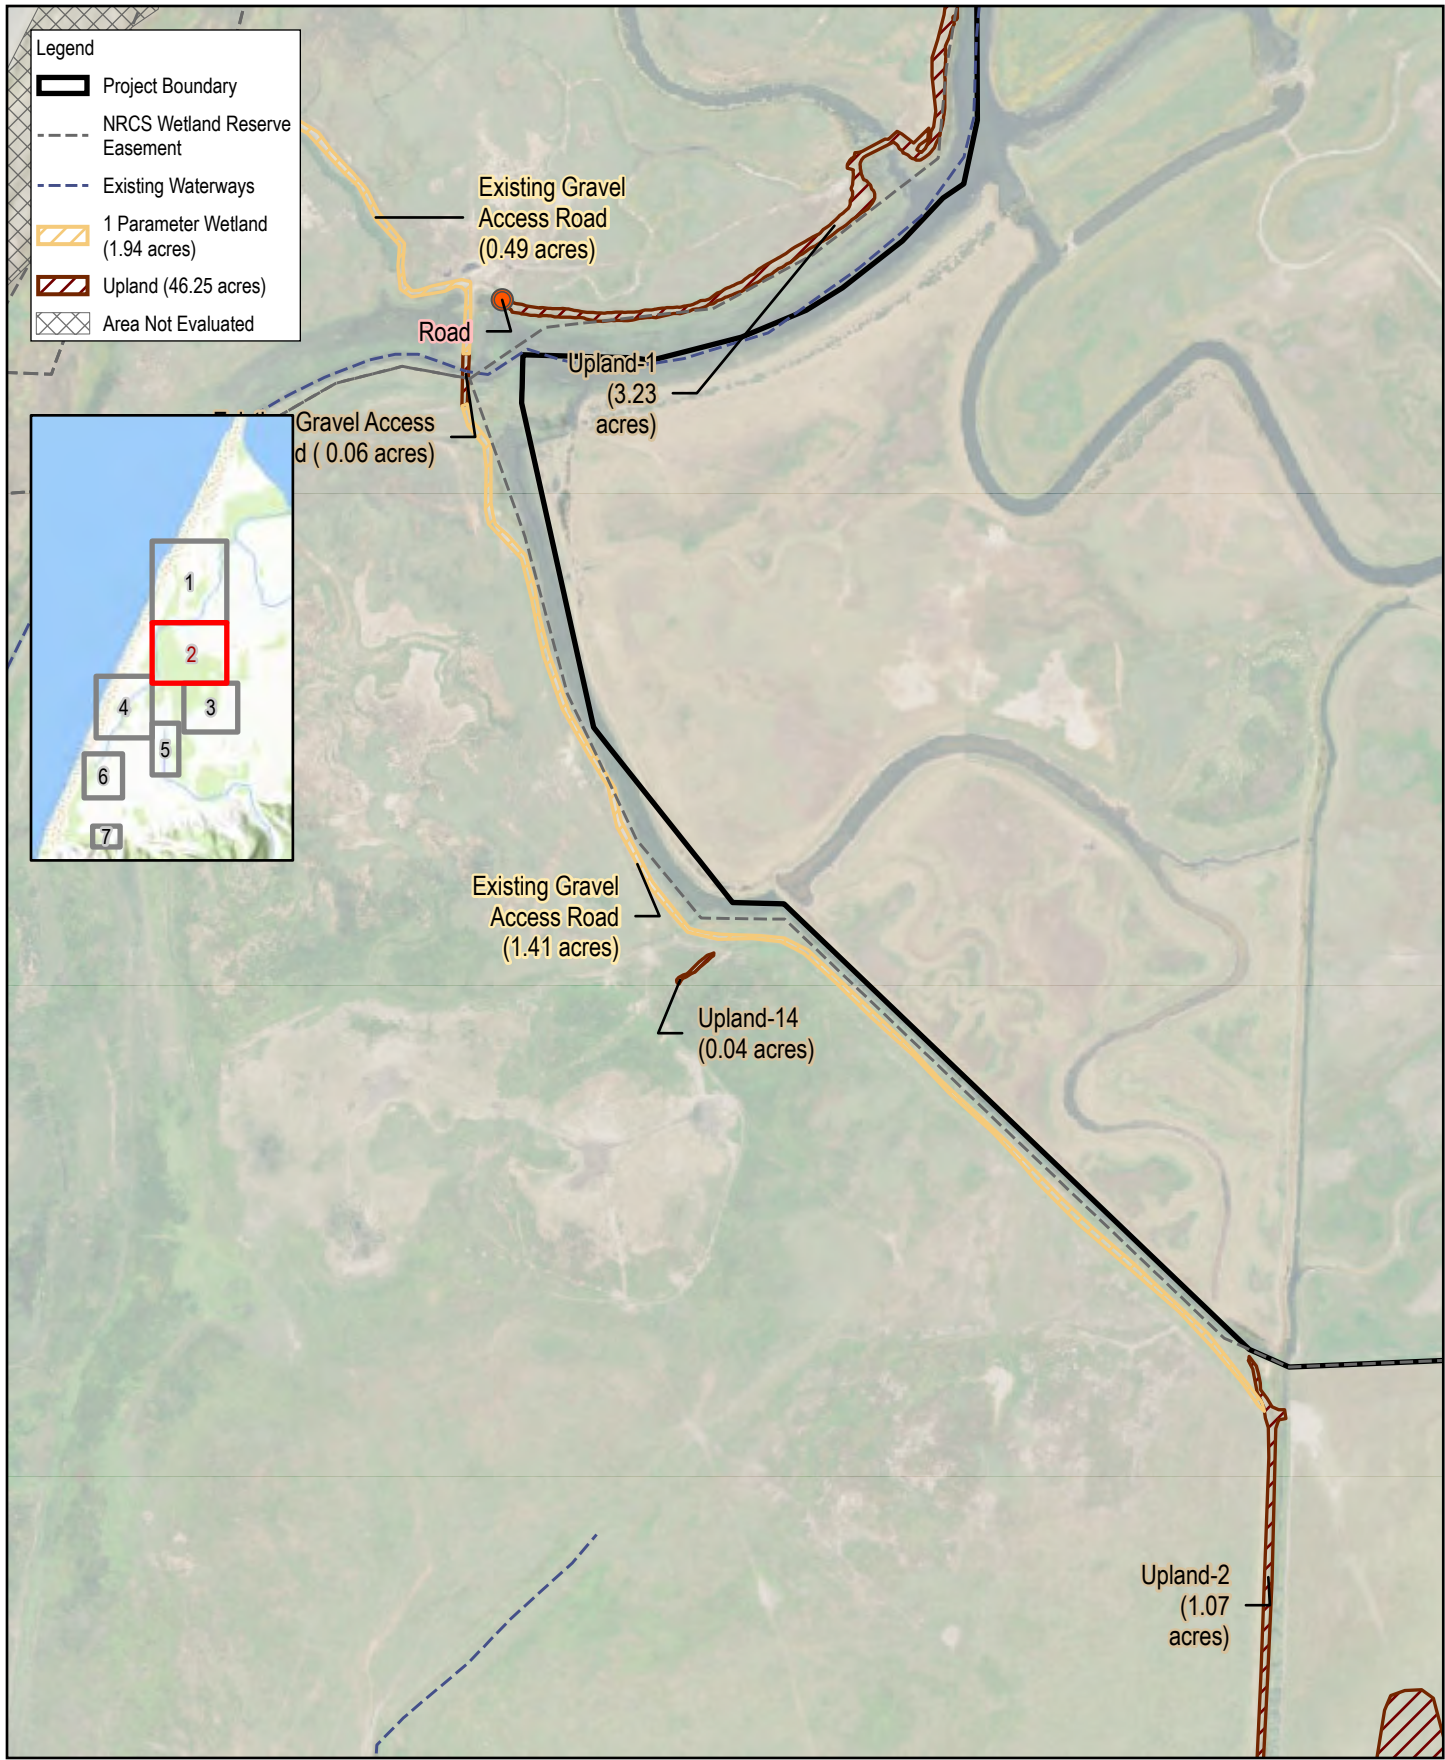 Legend
Project Boundary
NRCS Wetland Reserve
Easement
Existing Waterways
1 Parameter Wetland
(1.94 acres)
Upland (46.25 acres)
Area Not Evaluated
Existing Gravel
Access Road
(0.49 acres)
Road
Upland-1
(3.23
acres)
Gravel Access
d ( 0.06 acres)
1
2
3
4
5
6
7
Existing Gravel
Access Road
(1.41 acres)
Upland-14
(0.04 acres)
Upland-2
(1.07
acres)